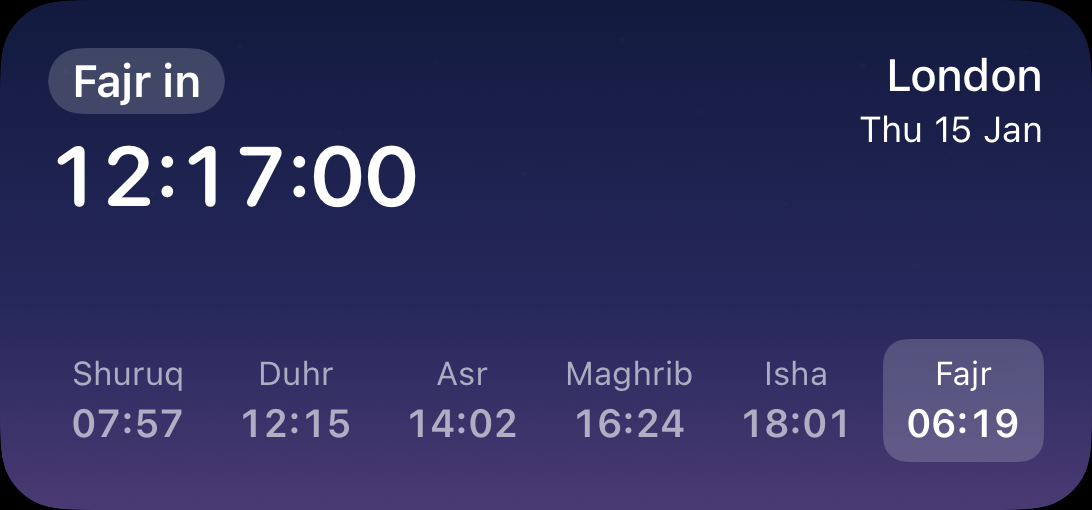 Fajr in
12:17:00
London
Thu 15 Jan
Shuruq Duhr Asr Maghrib Isha Fajr
07:57 12:15 14:02 16:24 18:01 06:19